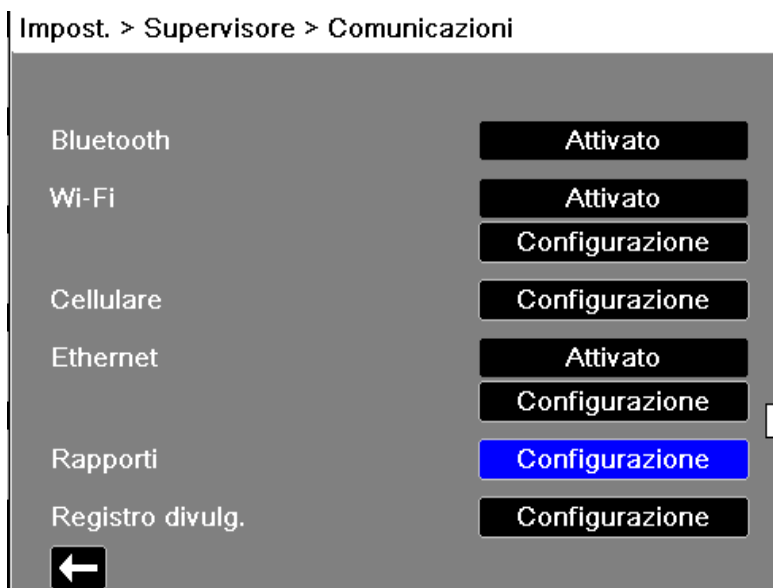 Impost. > Supervisore > Comunicazioni
Bluetooth Attivato
Wi-Fi Attivato
Configurazione
Cellulare Configurazione
Ethernet Attivato
Configurazione
Rapporti Configurazione
Registro divulg. Configurazione